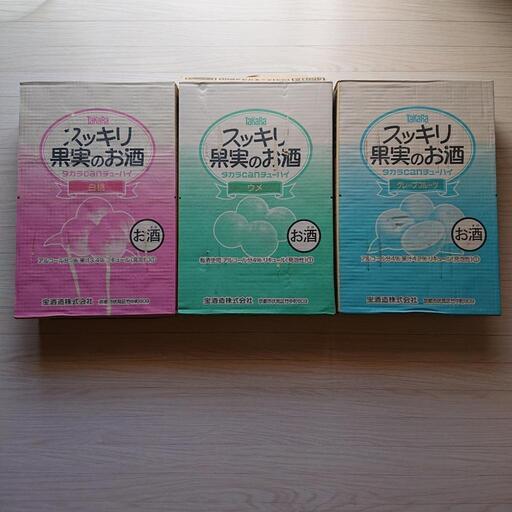 TaKaRa
スッキリ
果実のお酒
タカラcanチューハイ
白桃
お酒
宝酒造株式会社
TaKaRa
スッキリ
果実のお酒
タカラcanチューハイ
ウメ
お酒
宝酒造株式会社
TaKaRa
スッキリ
果実のお酒
タカラcanチューハイ
グレープフルーツ
お酒
宝酒造株式会社